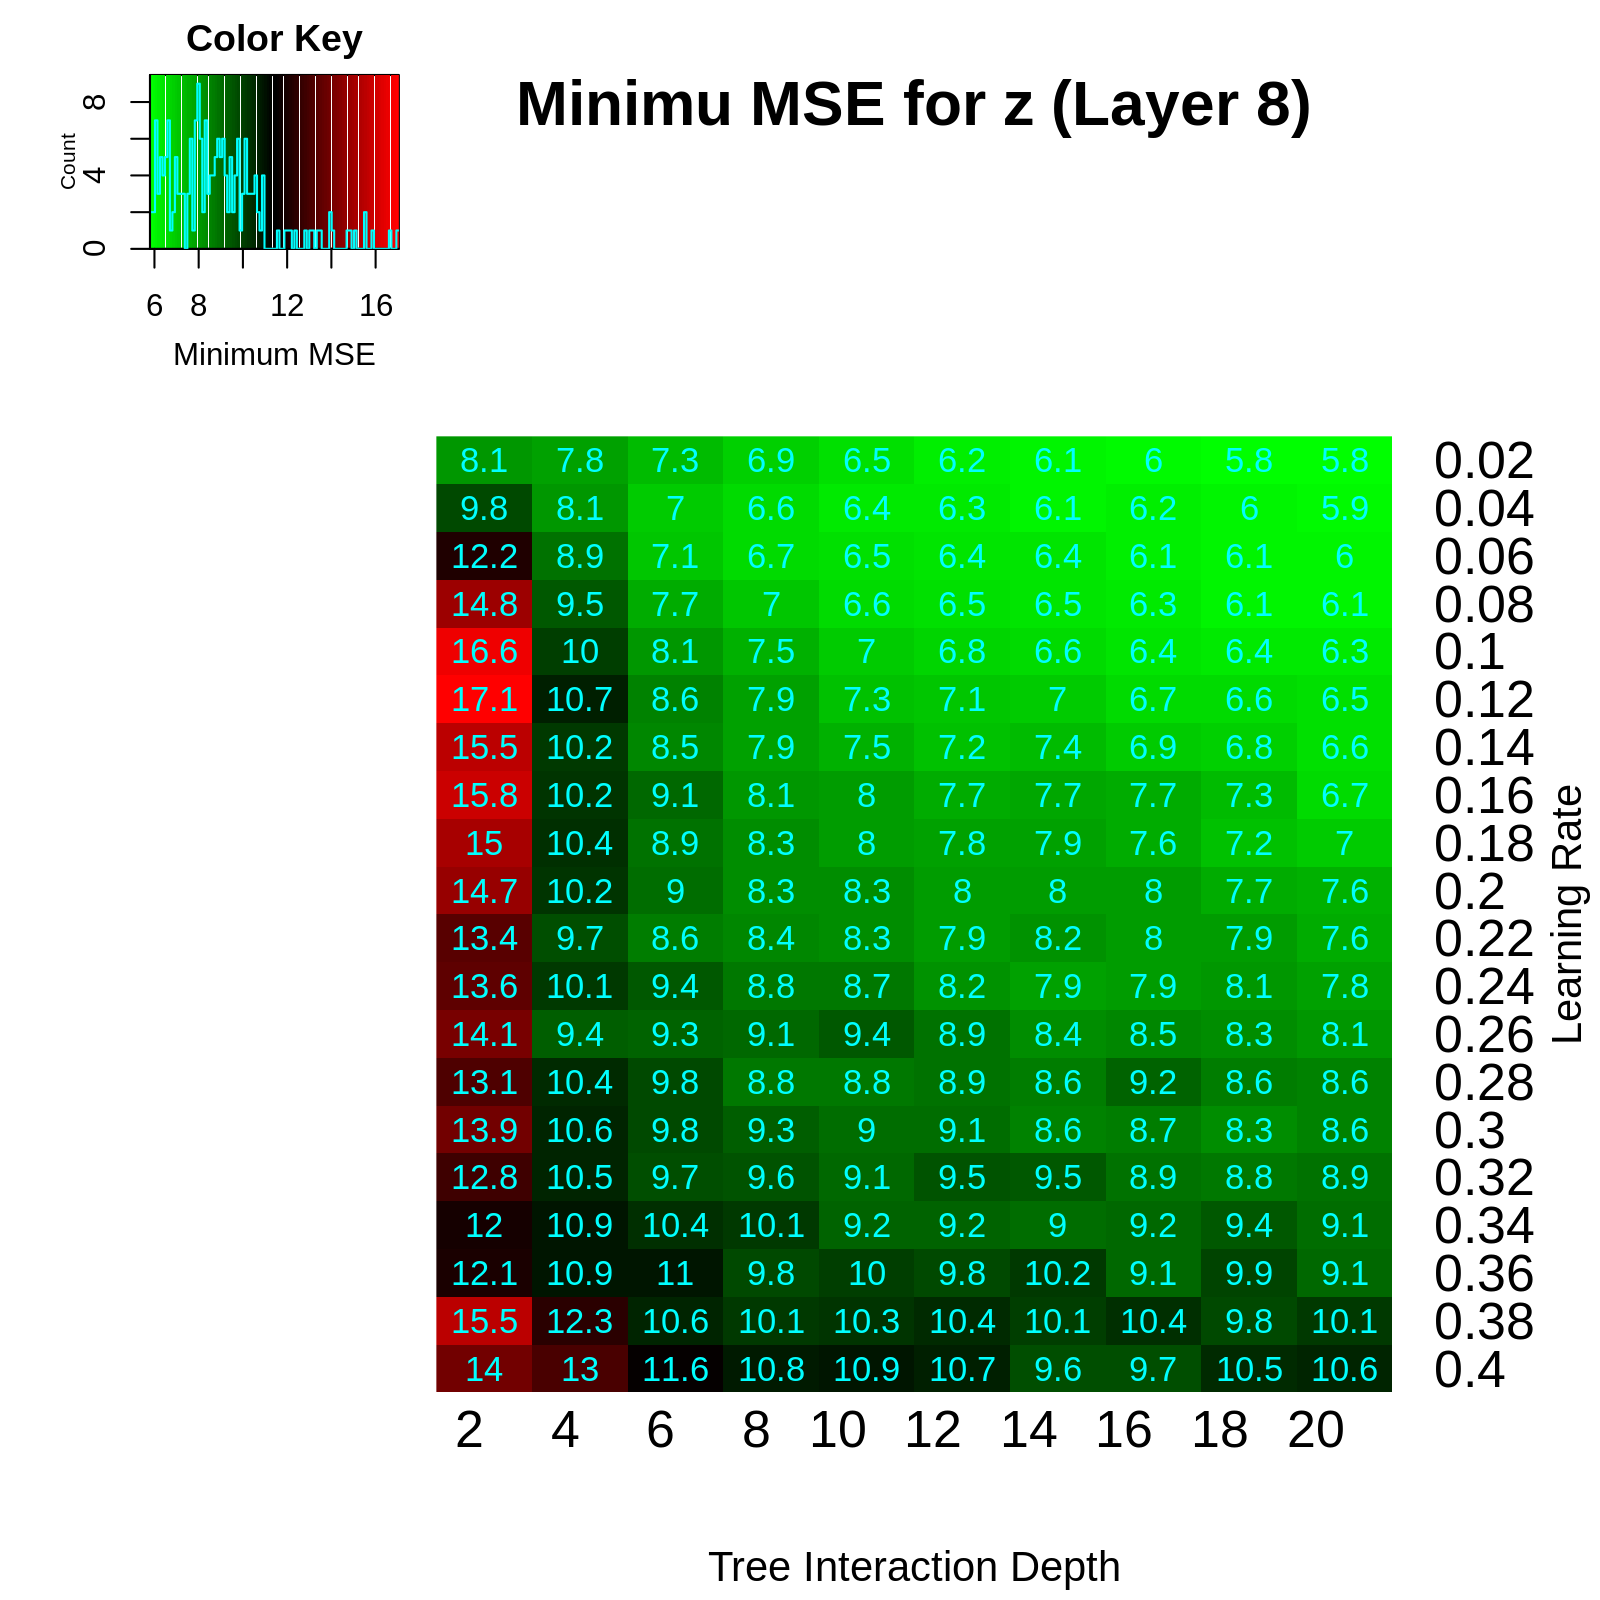 Color Key
Minimu MSE for z (Layer 8)
Count
0 4 8
6 8 12 16
Minimum MSE
8.1 7.8 7.3 6.9 6.5 6.2 6.1 6 5.8 5.8 0.02
9.8 8.1 7 6.6 6.4 6.3 6.1 6.2 6 5.9 0.04
12.2 8.9 7.1 6.7 6.5 6.4 6.4 6.1 6.1 6 0.06
14.8 9.5 7.7 7 6.6 6.5 6.5 6.3 6.1 6.1 0.08
16.6 10 8.1 7.5 7 6.8 6.6 6.4 6.4 6.3 0.1
17.1 10.7 8.6 7.9 7.3 7.1 7 6.7 6.6 6.5 0.12
15.5 10.2 8.5 7.9 7.5 7.2 7.4 6.9 6.8 6.6 0.14
15.8 10.2 9.1 8.1 8 7.7 7.7 7.7 7.3 6.7 0.16
15 10.4 8.9 8.3 8 7.8 7.9 7.6 7.2 7 0.18
14.7 10.2 9 8.3 8.3 8 8 8 7.7 7.6 0.2
13.4 9.7 8.6 8.4 8.3 7.9 8.2 8 7.9 7.6 0.22
13.6 10.1 9.4 8.8 8.7 8.2 7.9 7.9 8.1 7.8 0.24
14.1 9.4 9.3 9.1 9.4 8.9 8.4 8.5 8.3 8.1 0.26
13.1 10.4 9.8 8.8 8.8 8.9 8.6 9.2 8.6 8.6 0.28
13.9 10.6 9.8 9.3 9 9.1 8.6 8.7 8.3 8.6 0.3
12.8 10.5 9.7 9.6 9.1 9.5 9.5 8.9 8.8 8.9 0.32
12 10.9 10.4 10.1 9.2 9.2 9 9.2 9.4 9.1 0.34
12.1 10.9 11 9.8 10 9.8 10.2 9.1 9.9 9.1 0.36
15.5 12.3 10.6 10.1 10.3 10.4 10.1 10.4 9.8 10.1 0.38
14 13 11.6 10.8 10.9 10.7 9.6 9.7 10.5 10.6 0.4
Learning Rate
2 4 6 8 10 12 14 16 18 20
Tree Interaction Depth